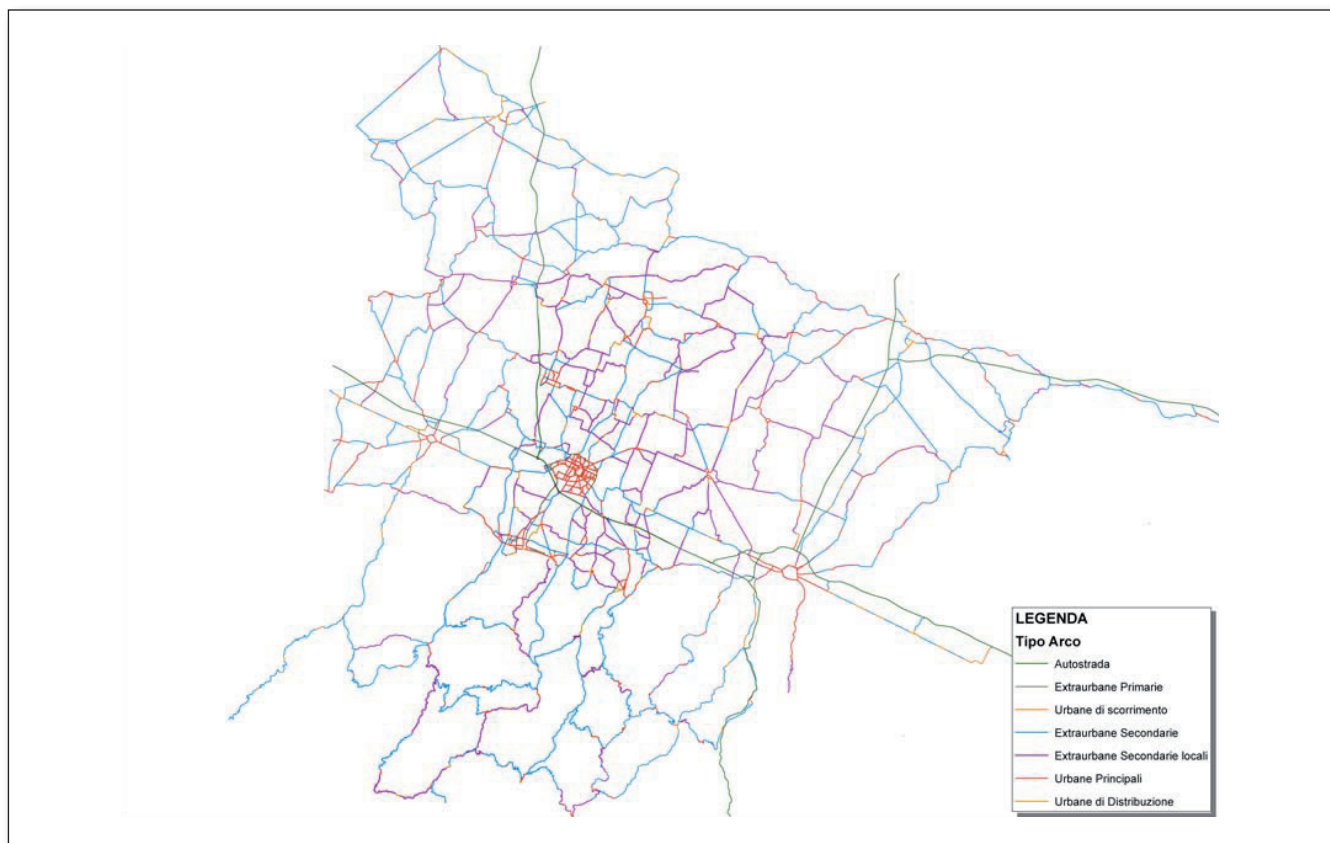 LEGENDA
Tipo Arco
Autostrada
Extraurbane Primarie
Urbane di scorrimento
Extraurbane Secondarie
Extraurbane Secondarie locali
Urbane Principali
Urbane di Distribuzione